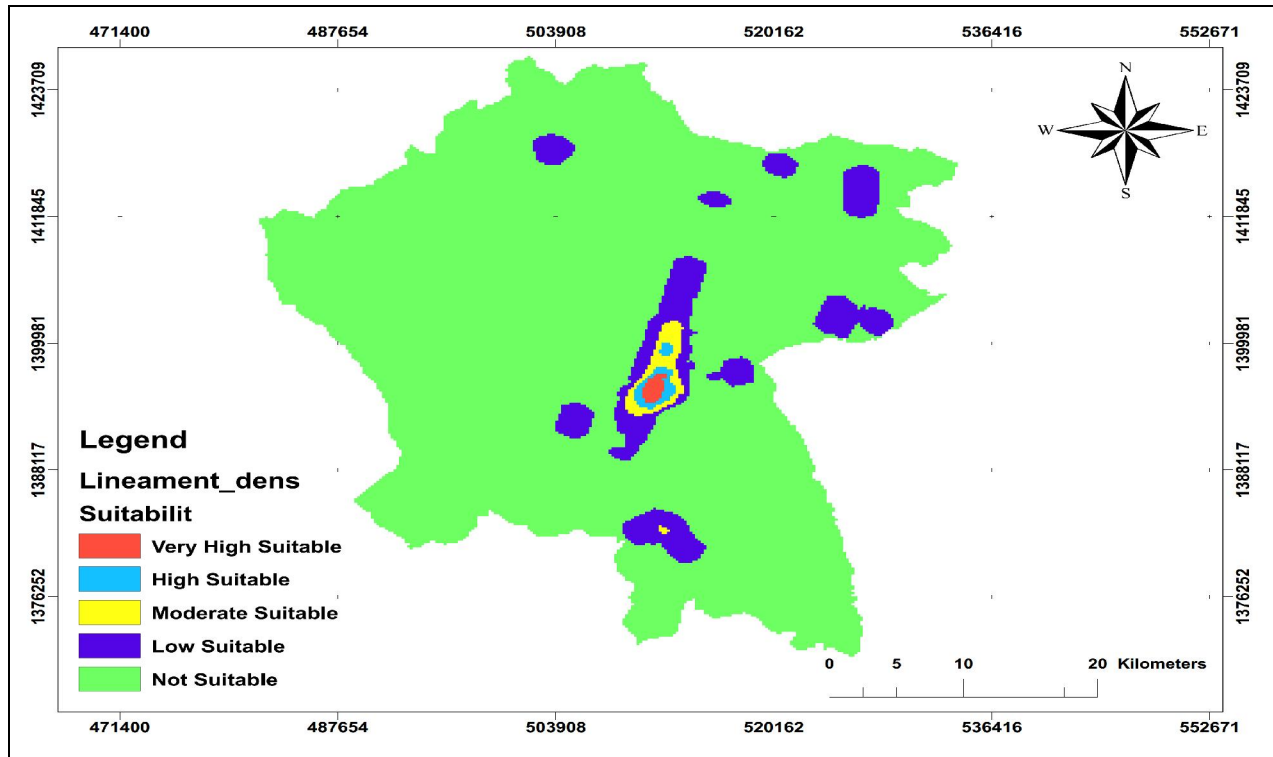 471400 487654 503908 520162 536416 552671
1423709 1423709
N
W E
S
1411845 1411845
1399981 1399981
1388117 1388117
1376252 1376252
Legend
Lineament_dens
Suitabilit
Very High Suitable
High Suitable
Moderate Suitable
Low Suitable
Not Suitable
0 5 10 20 Kilometers
471400 487654 503908 520162 536416 552671